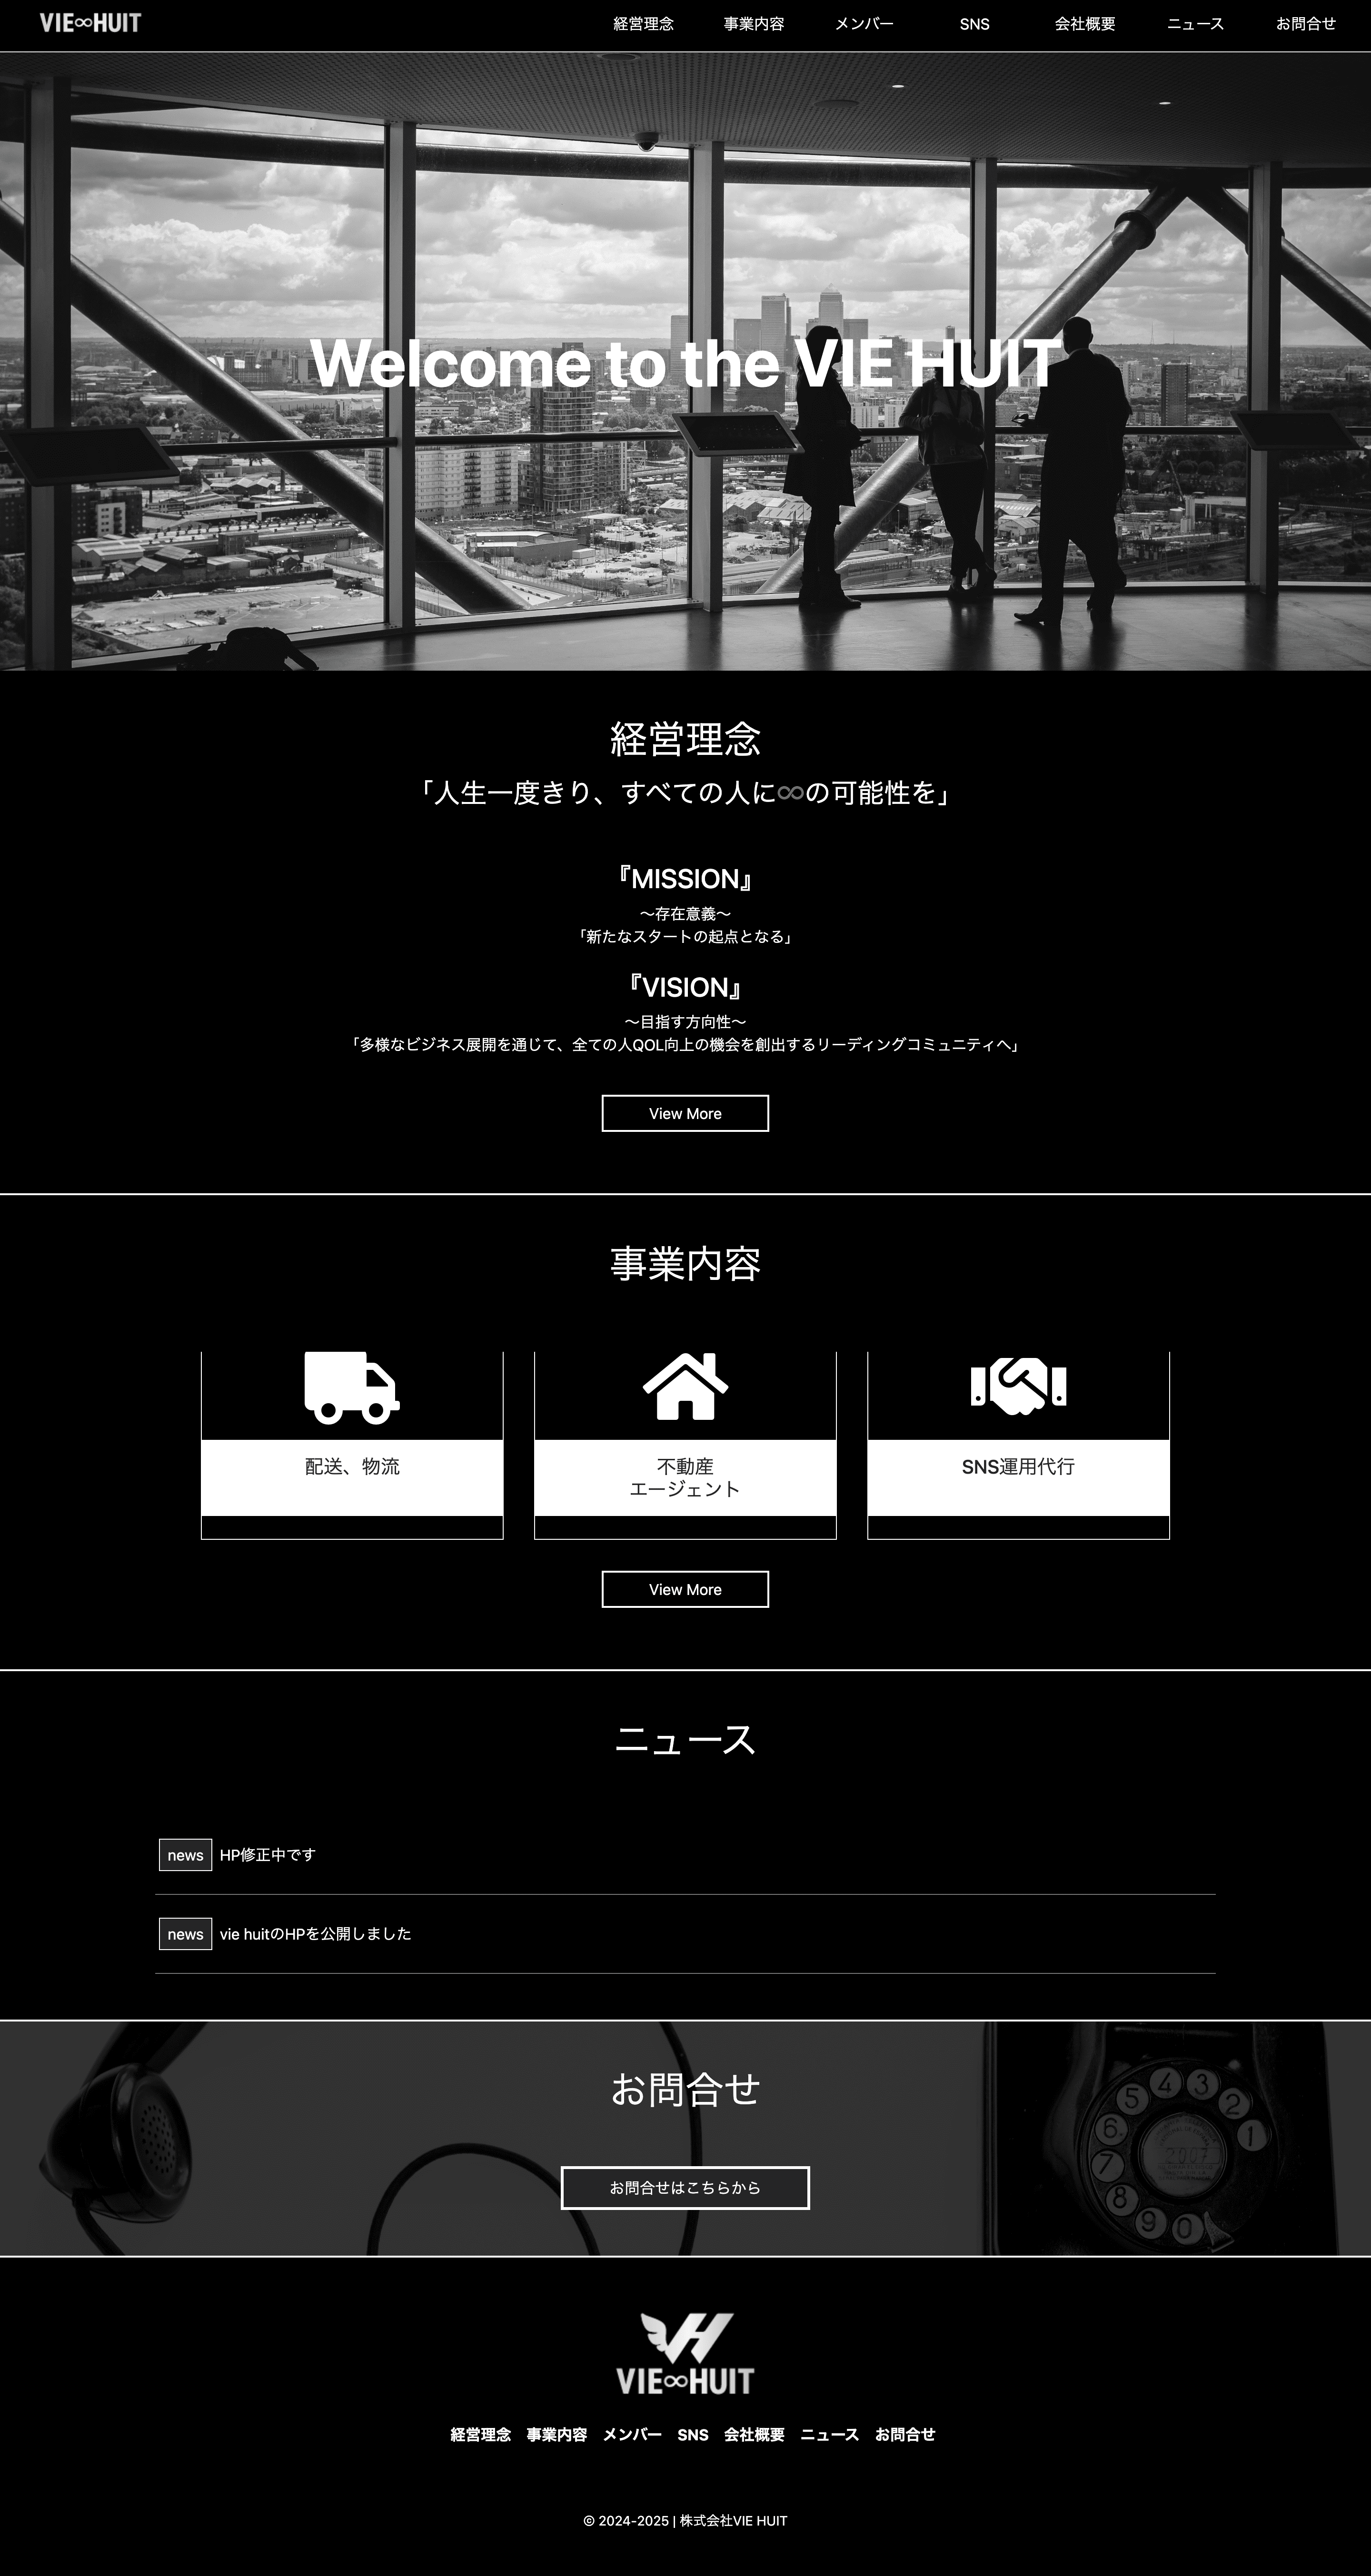 VIE∞HUIT
経営理念 事業内容 メンバー SNS 会社概要 ニュース お問合せ
Welcome to the VIE HUIT
経営理念
「人生一度きり、すべての人に∞の可能性を」
『MISSION』
〜存在意義〜
「新たなスタートの起点となる」
『VISION』
〜目指す方向性〜
「多様なビジネス展開を通じて、全ての人QOL向上の機会を創出するリーディングコミュニティへ」
View More
事業内容
配送、物流
不動産
エージェント
SNS運用代行
View More
ニュース
news HP修正中です
news vie huitのHPを公開しました
お問合せ
お問合せはこちらから
1 2 3 4 5 6 7 8 9 0
VH
VIE∞HUIT
経営理念 事業内容 メンバー SNS 会社概要 ニュース お問合せ
© 2024-2025 | 株式会社VIE HUIT